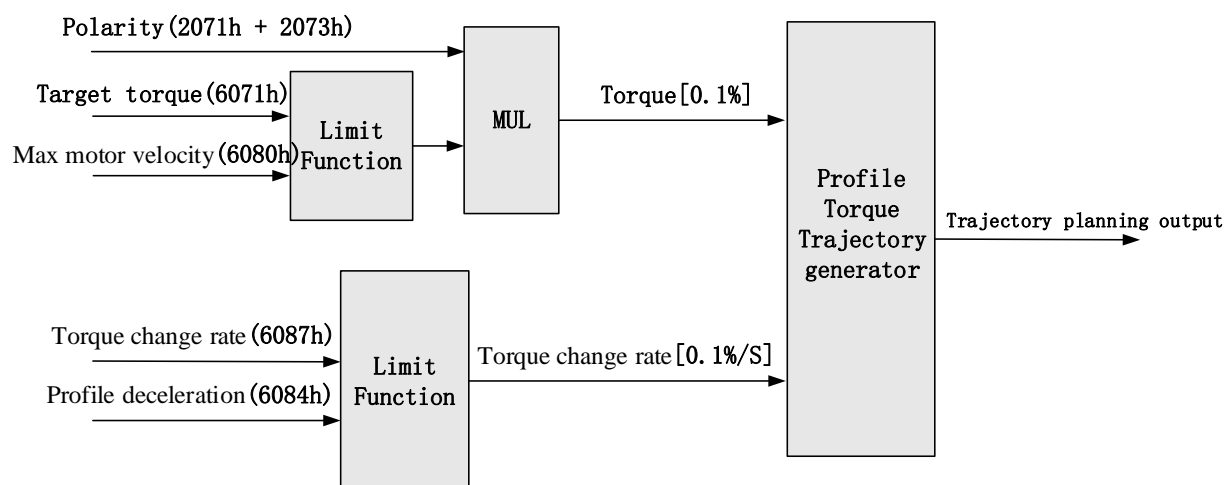 Polarity(2071h + 2073h)
Target torque(6071h)
Max motor velocity(6080h)
Limit
Function
MUL
Torque[0.1%]
Profile
Torque
Trajectory
generator
Trajectory planning output
Torque change rate(6087h)
Profile deceleration(6084h)
Limit
Function
Torque change rate[0.1%/S]